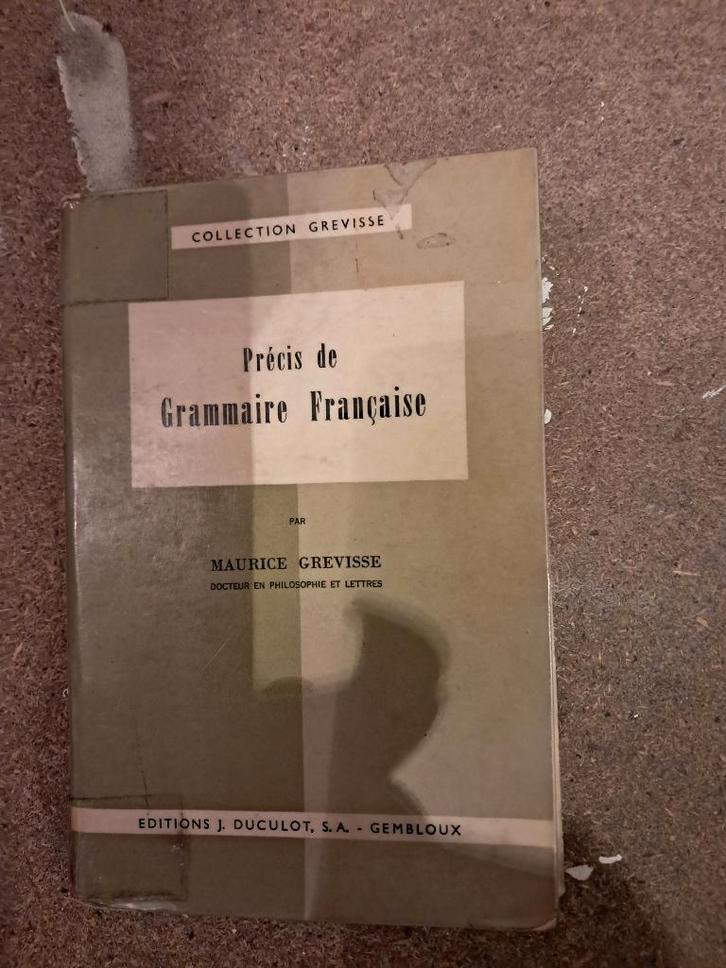 COLLECTION GREVISSE
Précis de
Grammaire Française
PAR
MAURICE GREVISSE
DOCTEUR EN PHILOSOPHIE ET LETTRES
EDITIONS J. DUCULOT, S. A. - GEMBLOUX